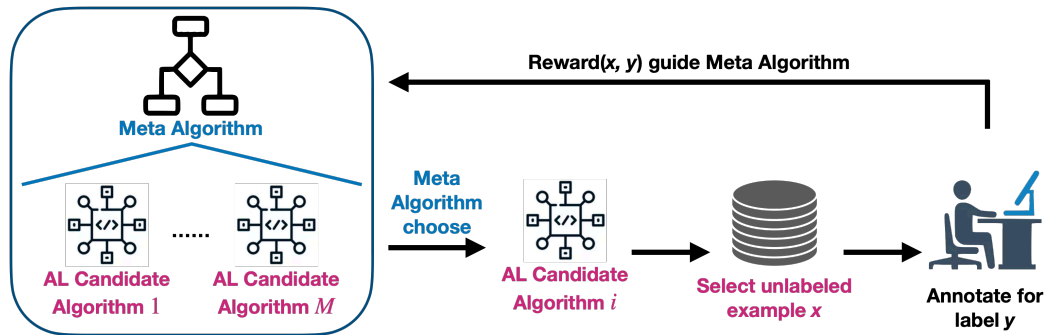 Reward(x, y) guide Meta Algorithm
Meta Algorithm
</>
......
</>
AL Candidate
Algorithm 1
AL Candidate
Algorithm M
Meta
Algorithm
choose
</>
AL Candidate
Algorithm i
Select unlabeled
example x
Annotate for
label y